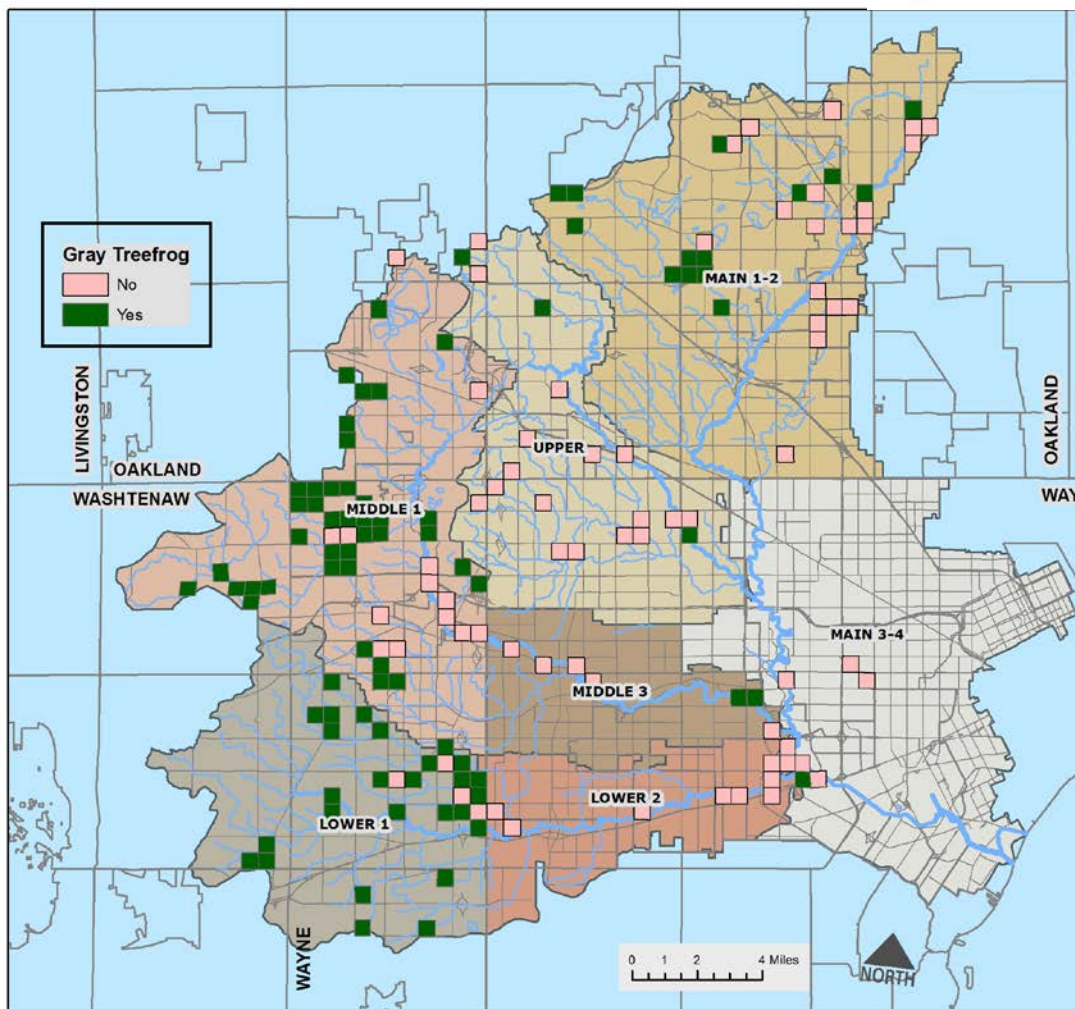 Gray Treefrog
No
Yes
MAIN 1-2
LIVINGSTON
OAKLAND
OAKLAND
WASHTENAW
WAY
UPPER
MIDDLE 1
MAIN 3-4
MIDDLE 3
LOWER 2
LOWER 1
WAYNE
0 1 2 4 Miles
NORTH